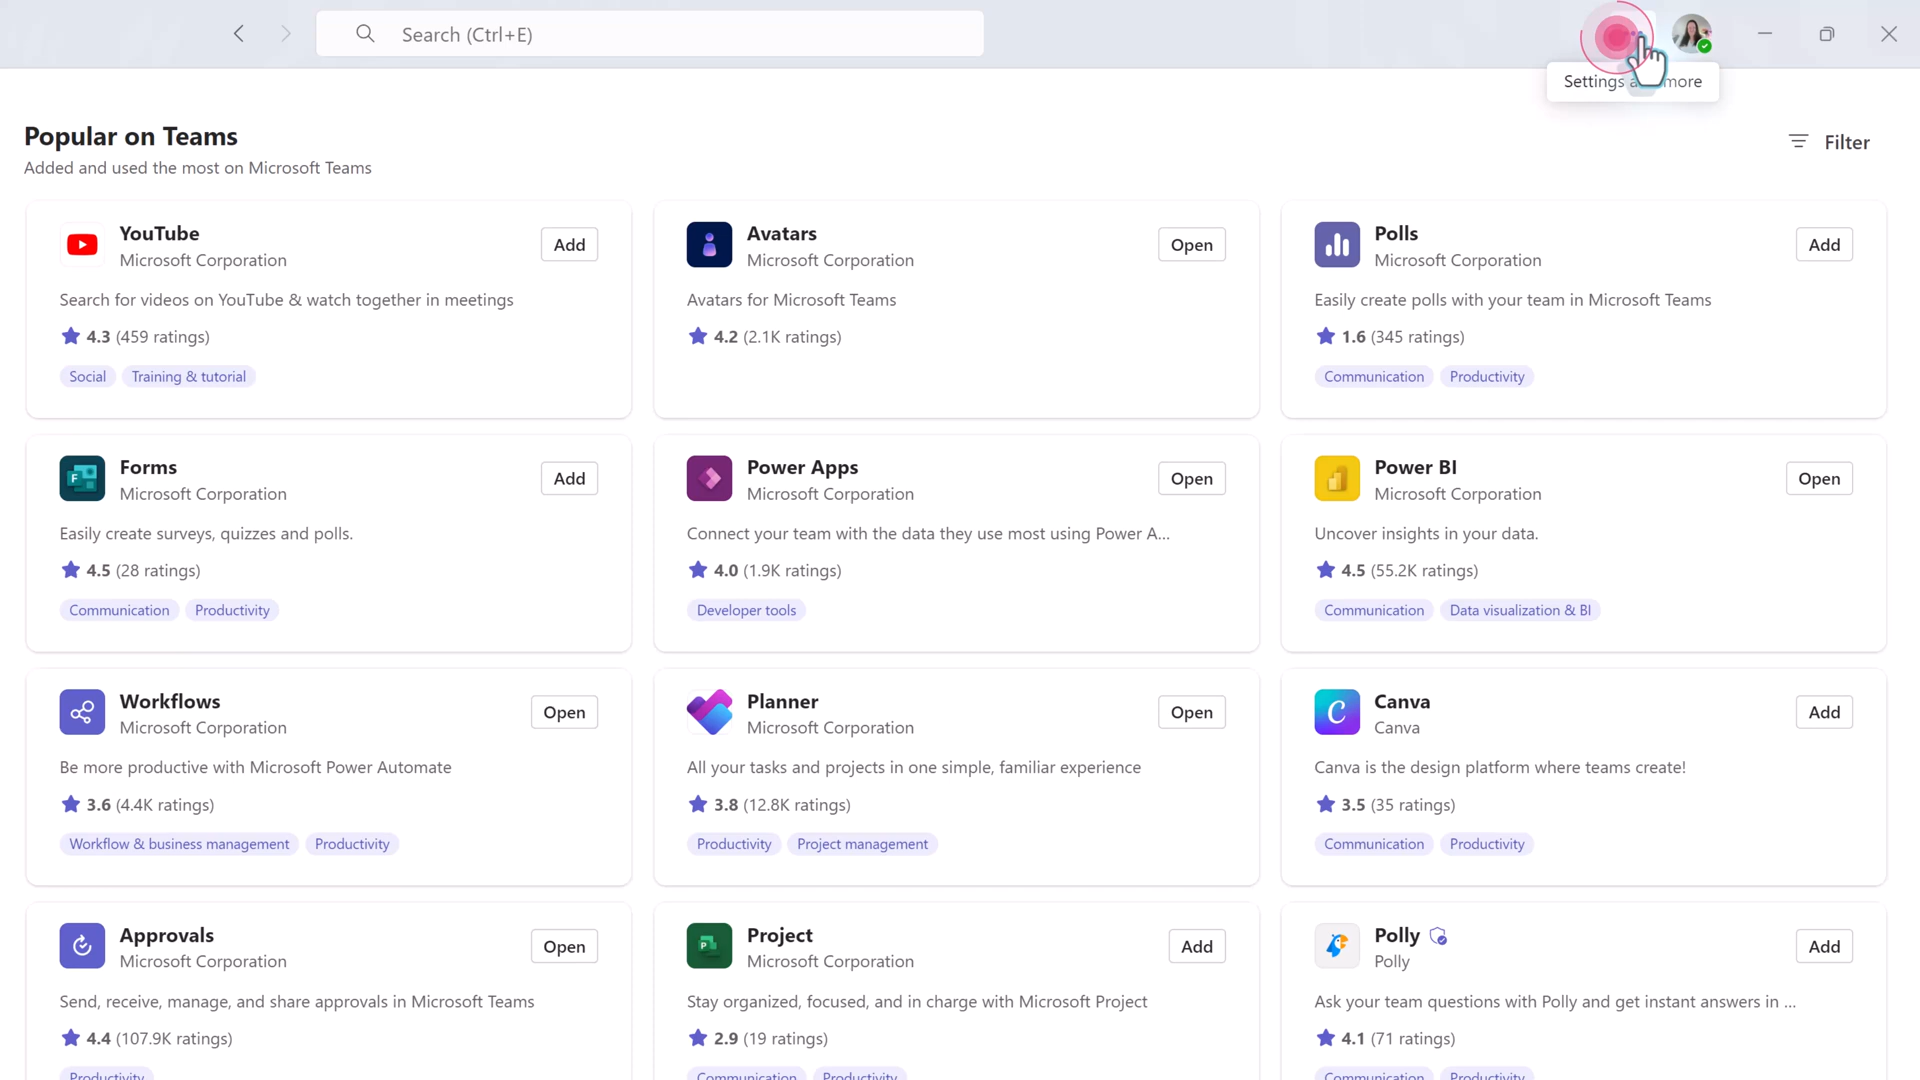 Search (Ctrl+E)
Settings a    more
Popular on Teams
Filter
Added and used the most on Microsoft Teams
YouTube
Microsoft Corporation
Add
Search for videos on YouTube & watch together in meetings
4.3 (459 ratings)
Social
Training & tutorial
Avatars
Microsoft Corporation
Open
Avatars for Microsoft Teams
4.2 (2.1K ratings)
Polls
Microsoft Corporation
Add
Easily create polls with your team in Microsoft Teams
1.6 (345 ratings)
Communication
Productivity
Forms
Microsoft Corporation
Add
Easily create surveys, quizzes and polls.
4.5 (28 ratings)
Communication
Productivity
Power Apps
Microsoft Corporation
Open
Connect your team with the data they use most using Power A...
4.0 (1.9K ratings)
Developer tools
Power BI
Microsoft Corporation
Open
Uncover insights in your data.
4.5 (55.2K ratings)
Communication
Data visualization & BI
Workflows
Microsoft Corporation
Open
Be more productive with Microsoft Power Automate
3.6 (4.4K ratings)
Workflow & business management
Productivity
Planner
Microsoft Corporation
Open
All your tasks and projects in one simple, familiar experience
3.8 (12.8K ratings)
Productivity
Project management
Canva
Canva
Add
Canva is the design platform where teams create!
3.5 (35 ratings)
Communication
Productivity
Approvals
Microsoft Corporation
Open
Send, receive, manage, and share approvals in Microsoft Teams
4.4 (107.9K ratings)
Productivity
Project
Microsoft Corporation
Add
Stay organized, focused, and in charge with Microsoft Project
2.9 (19 ratings)
Communication
Productivity
Polly
Polly
Add
Ask your team questions with Polly and get instant answers in ...
4.1 (71 ratings)
Communication
Productivity